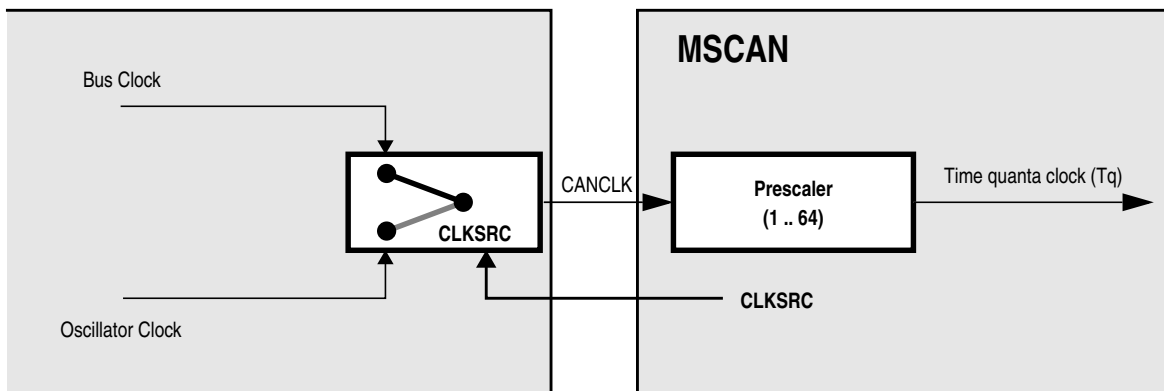 MSCAN
Bus Clock
CANCLK
Prescaler
(1 .. 64)
Time quanta clock (Tq)
CLKSRC
CLKSRC
Oscillator Clock